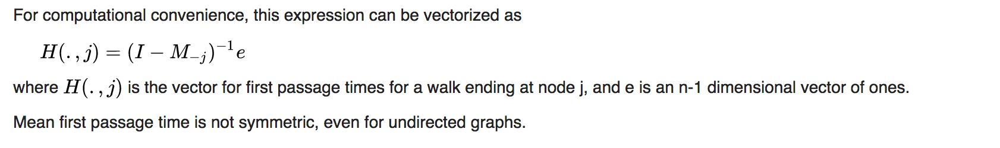 For computational convenience, this expression can be vectorized as
H(. , j) = (I − M₋ⱼ)⁻¹e
where H(. , j) is the vector for first passage times for a walk ending at node j, and e is an n-1 dimensional vector of ones.
Mean first passage time is not symmetric, even for undirected graphs.